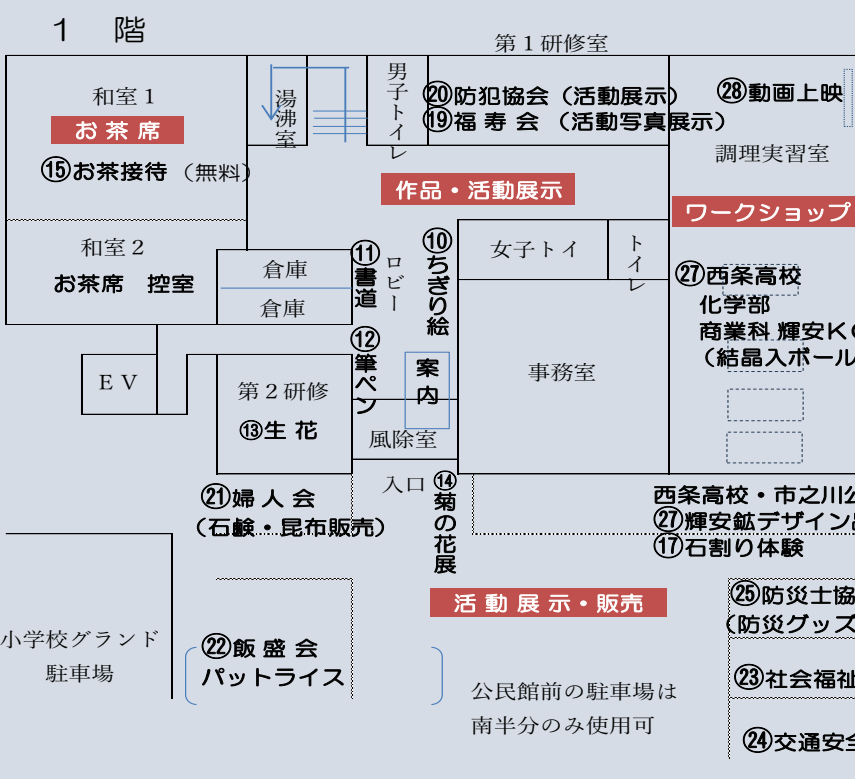 １ 階
第１研修室
和室１
お 茶 席
⑮お茶接待（無料）
湯沸室
男子トイレ
⑳防犯協会（活動展示）
⑲福 寿 会（活動写真展示）
㉘動画上映
調理実習室
作品・活動展示
ワークショップ
和室２
お茶席 控室
倉庫
倉庫
⑪書道
ロビー
⑩ちぎり絵
女子トイ
トイレ
㉗西条高校
化学部
商業科 輝安K
（結晶入ボール
⑫筆ペン
案内
事務室
ＥＶ
第２研修
⑬生 花
風除室
入口
⑭菊の花展
㉑婦 人 会
（石鹸・昆布販売）
西条高校・市之川公
㉗輝安鉱デザイン
⑰石割り体験
活 動 展 示・販売
㉕防災士協
（防災グッズ
小学校グランド
駐車場
㉒飯 盛 会
パットライス
㉓社会福祉
公民館前の駐車場は
南半分のみ使用可
㉔交通安全